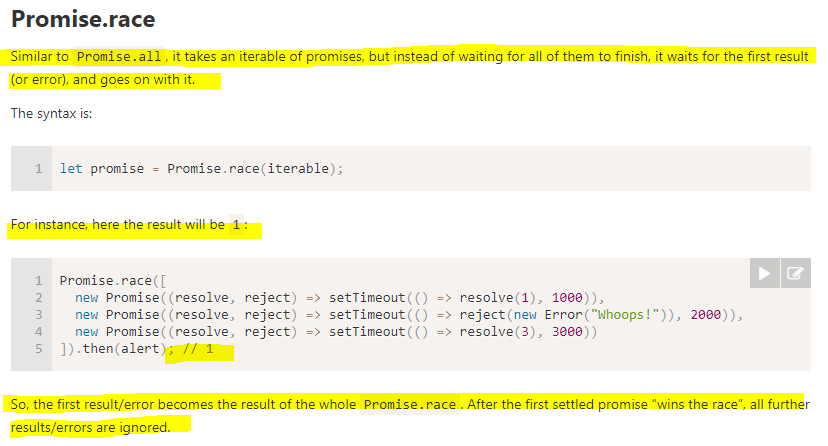 Promise.race
Similar to Promise.all, it takes an iterable of promises, but instead of waiting for all of them to finish, it waits for the first result
(or error), and goes on with it.
The syntax is:
1 let promise = Promise.race(iterable);
For instance, here the result will be 1:
1 Promise.race([
2   new Promise((resolve, reject) => setTimeout(() => resolve(1), 1000)),
3   new Promise((resolve, reject) => setTimeout(() => reject(new Error("Whoops!")), 2000)),
4   new Promise((resolve, reject) => setTimeout(() => resolve(3), 3000))
5 ]).then(alert); // 1
So, the first result/error becomes the result of the whole Promise.race. After the first settled promise “wins the race”, all further
results/errors are ignored.